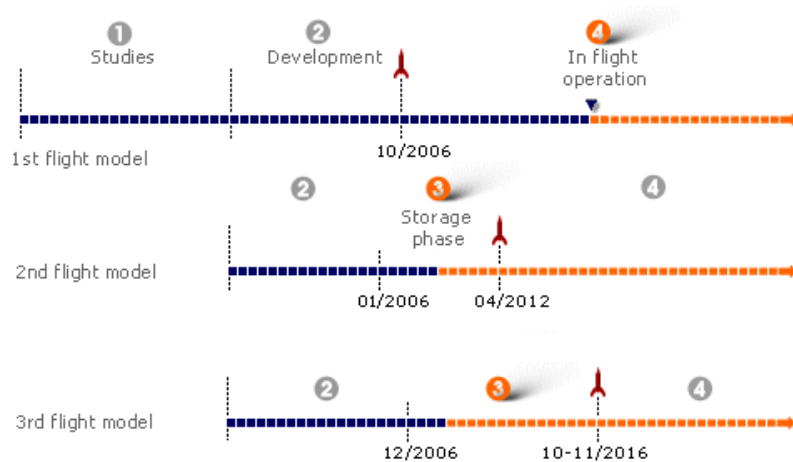 1 2 4
Studies Development In flight
operation
10/2006
1st flight model
2 3 4
Storage
phase
2nd flight model
01/2006 04/2012
2 3 4
3rd flight model
12/2006 10-11/2016